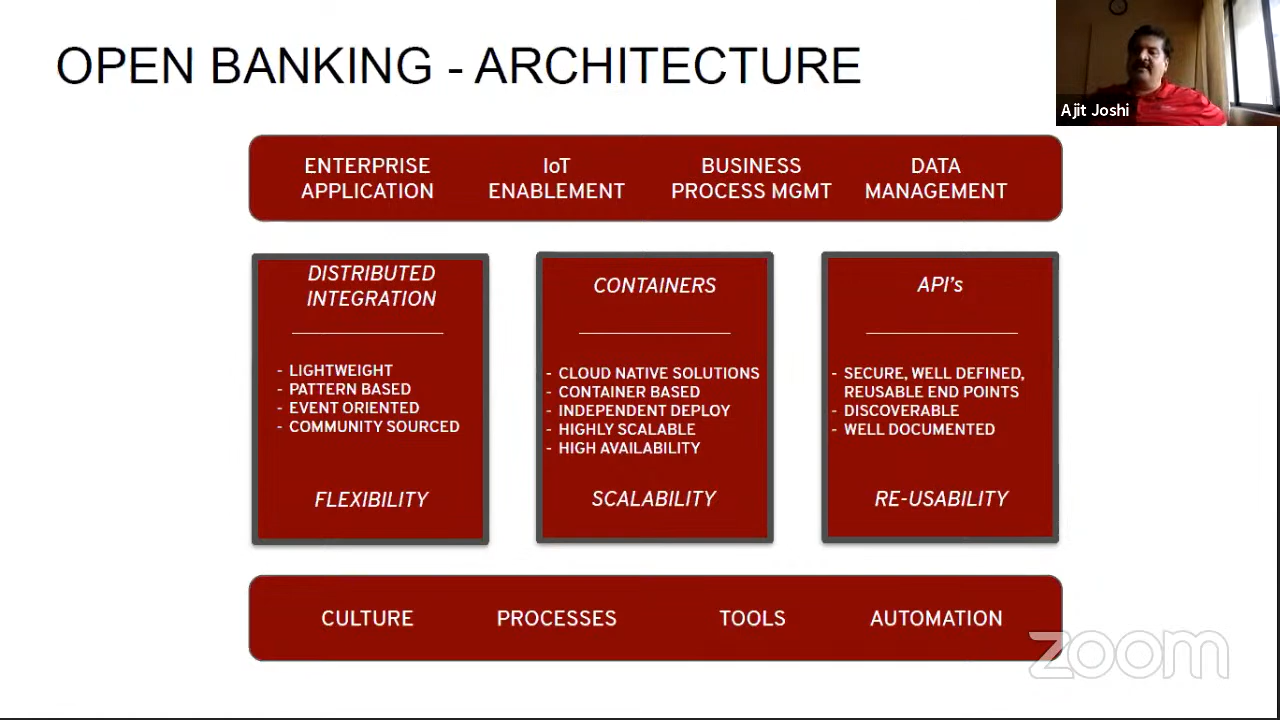 OPEN BANKING - ARCHITECTURE
Ajit Joshi
ENTERPRISE APPLICATION
IoT ENABLEMENT
BUSINESS PROCESS MGMT
DATA MANAGEMENT
DISTRIBUTED
INTEGRATION
- LIGHTWEIGHT
- PATTERN BASED
- EVENT ORIENTED
- COMMUNITY SOURCED
FLEXIBILITY
CONTAINERS
- CLOUD NATIVE SOLUTIONS
- CONTAINER BASED
- INDEPENDENT DEPLOY
- HIGHLY SCALABLE
- HIGH AVAILABILITY
SCALABILITY
API's
- SECURE, WELL DEFINED,
REUSABLE END POINTS
- DISCOVERABLE
- WELL DOCUMENTED
RE-USABILITY
CULTURE PROCESSES TOOLS AUTOMATION
zoom